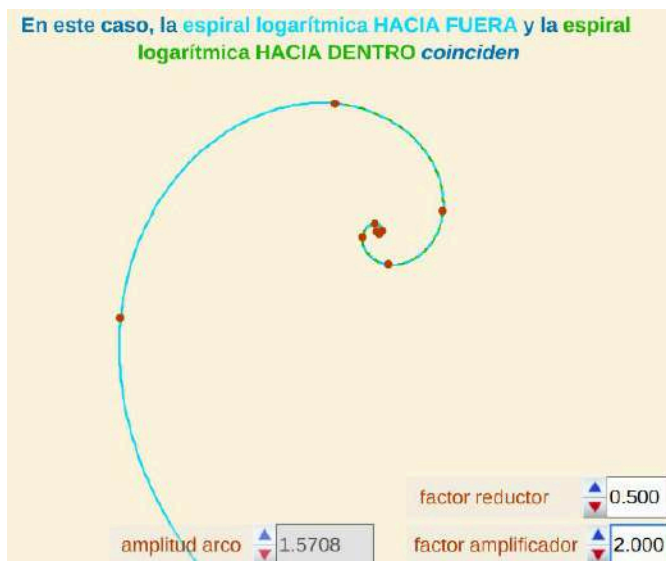 En este caso, la espiral logarítmica HACIA FUERA y la espiral
logarítmica HACIA DENTRO coinciden
factor reductor 0.500
amplitud arco 1.5708 factor amplificador 2.000